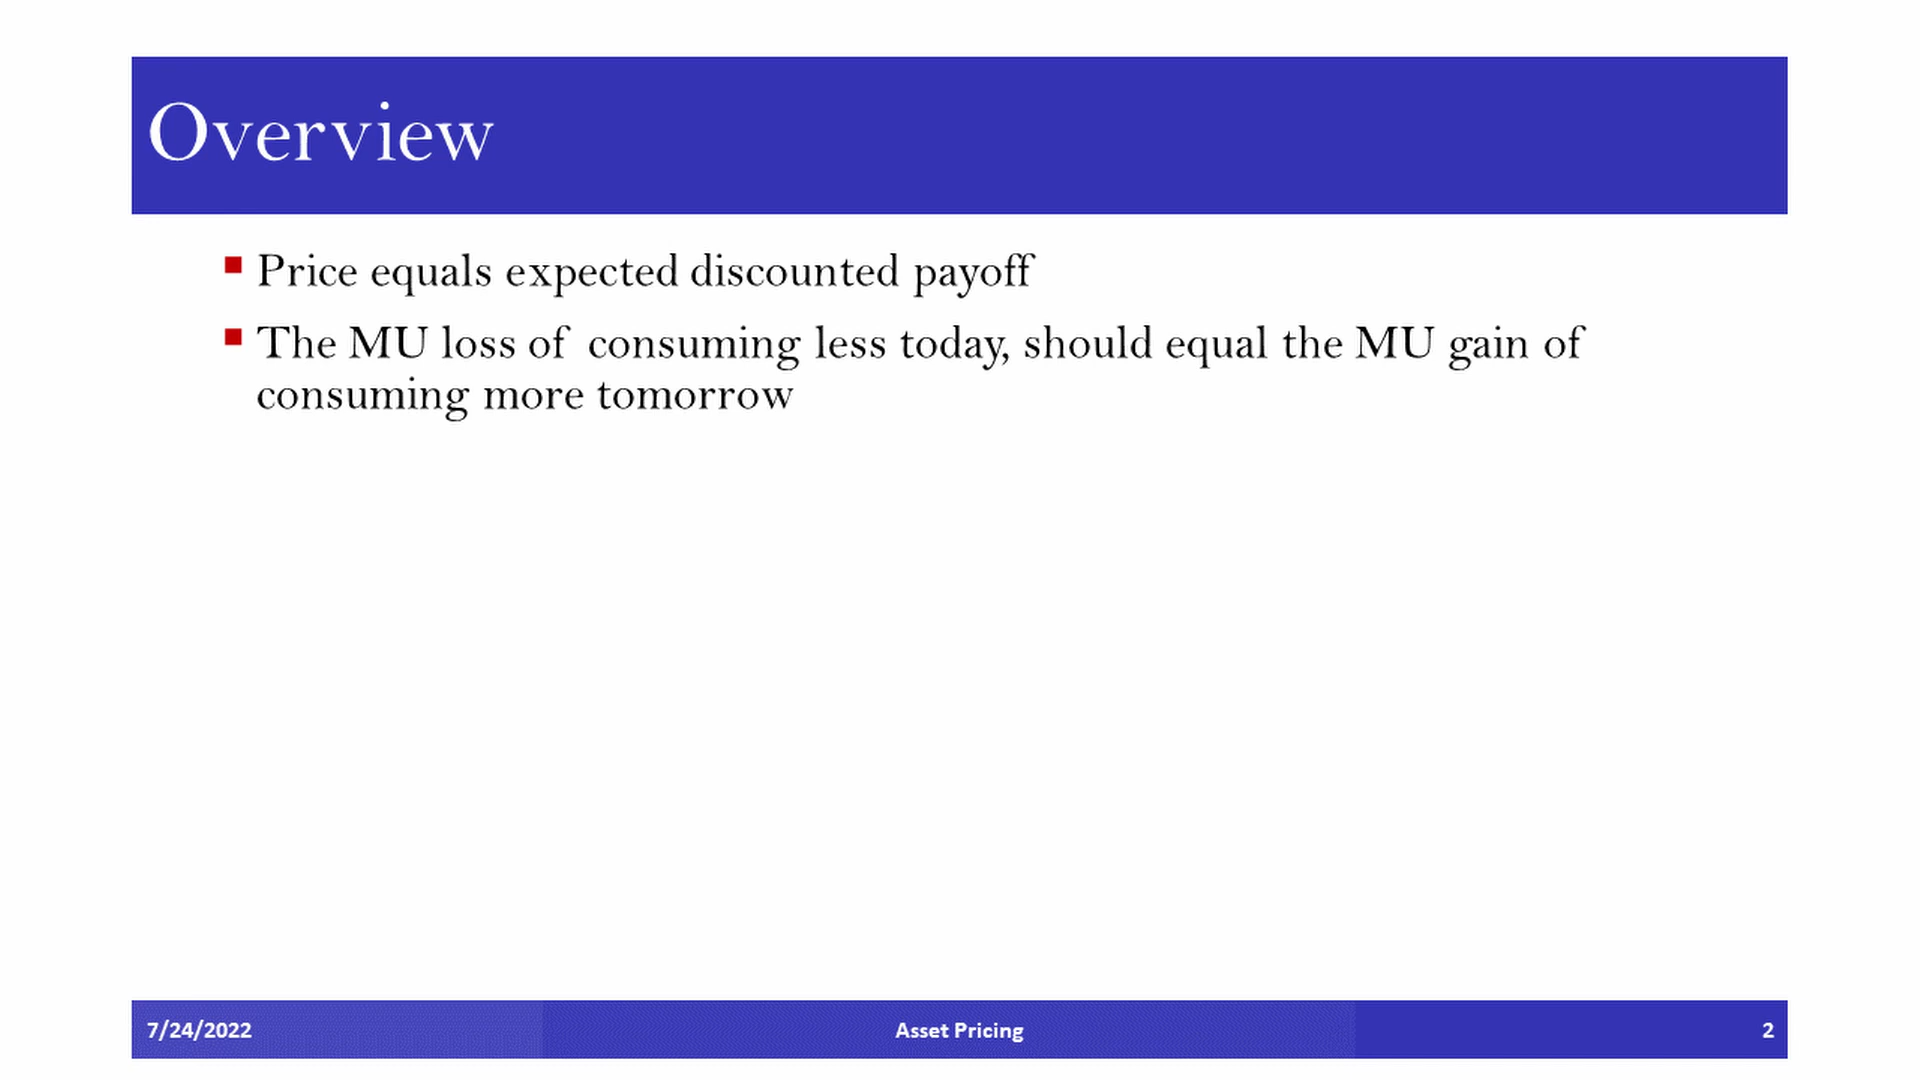 Overview
Price equals expected discounted payoff
The MU loss of consuming less today, should equal the MU gain of
consuming more tomorrow
7/24/2022
Asset Pricing
2